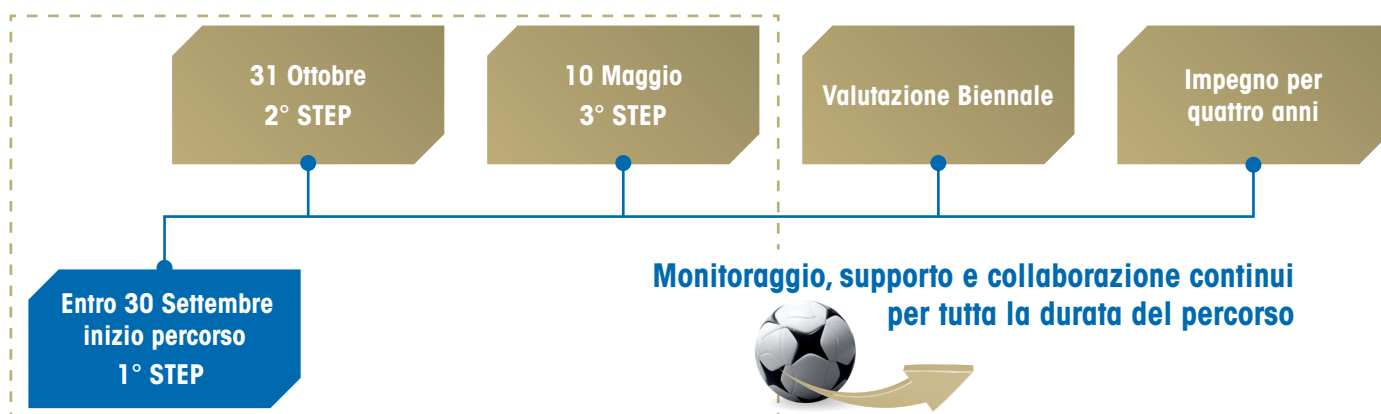 31 Ottobre
2° STEP
10 Maggio
3° STEP
Valutazione Biennale
Impegno per
quattro anni
Entro 30 Settembre
inizio percorso
1° STEP
Monitoraggio, supporto e collaborazione continui
per tutta la durata del percorso